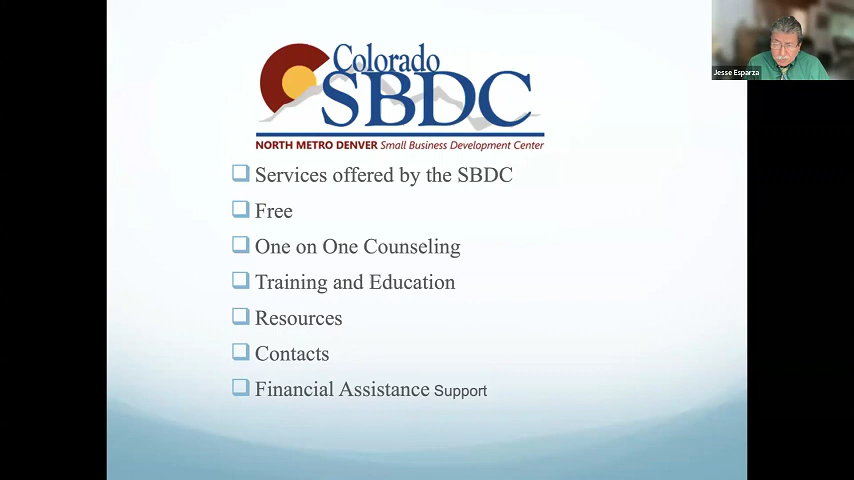 Colorado
SBDC
NORTH METRO DENVER Small Business Development Center
Services offered by the SBDC
Free
One on One Counseling
Training and Education
Resources
Contacts
Financial Assistance Support
Jesse Esparza